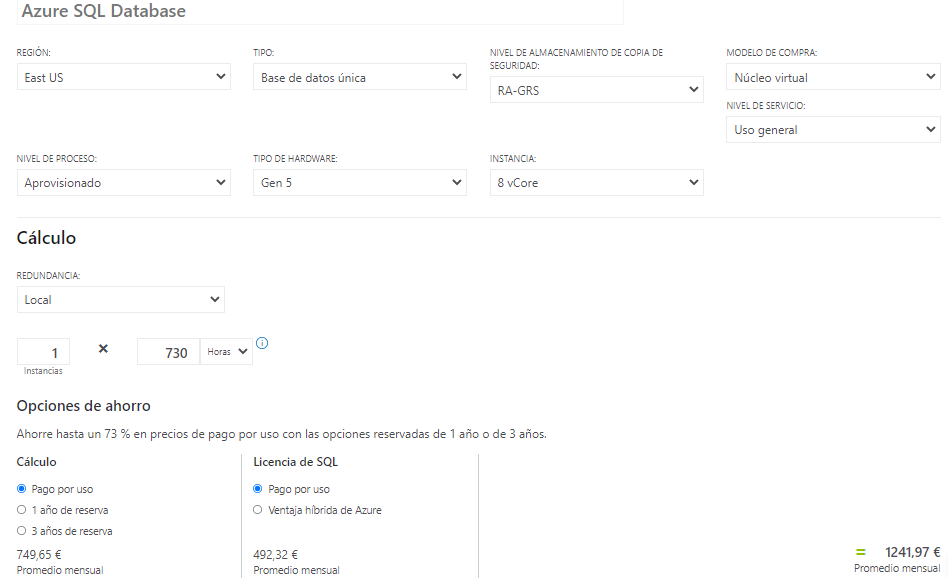 Azure SQL Database
REGIÓN:
East US
TIPO:
Base de datos única
NIVEL DE ALMACENAMIENTO DE COPIA DE
SEGURIDAD:
RA-GRS
MODELO DE COMPRA:
Núcleo virtual
NIVEL DE SERVICIO:
Uso general
NIVEL DE PROCESO:
Aprovisionado
TIPO DE HARDWARE:
Gen 5
INSTANCIA:
8 vCore
Cálculo
REDUNDANCIA:
Local
1
Instancias
×
730
Horas
Opciones de ahorro
Ahorre hasta un 73 % en precios de pago por uso con las opciones reservadas de 1 año o de 3 años.
Cálculo
Pago por uso
1 año de reserva
3 años de reserva
749,65 €
Promedio mensual
Licencia de SQL
Pago por uso
Ventaja híbrida de Azure
492,32 €
Promedio mensual
= 1241,97 €
Promedio mensual